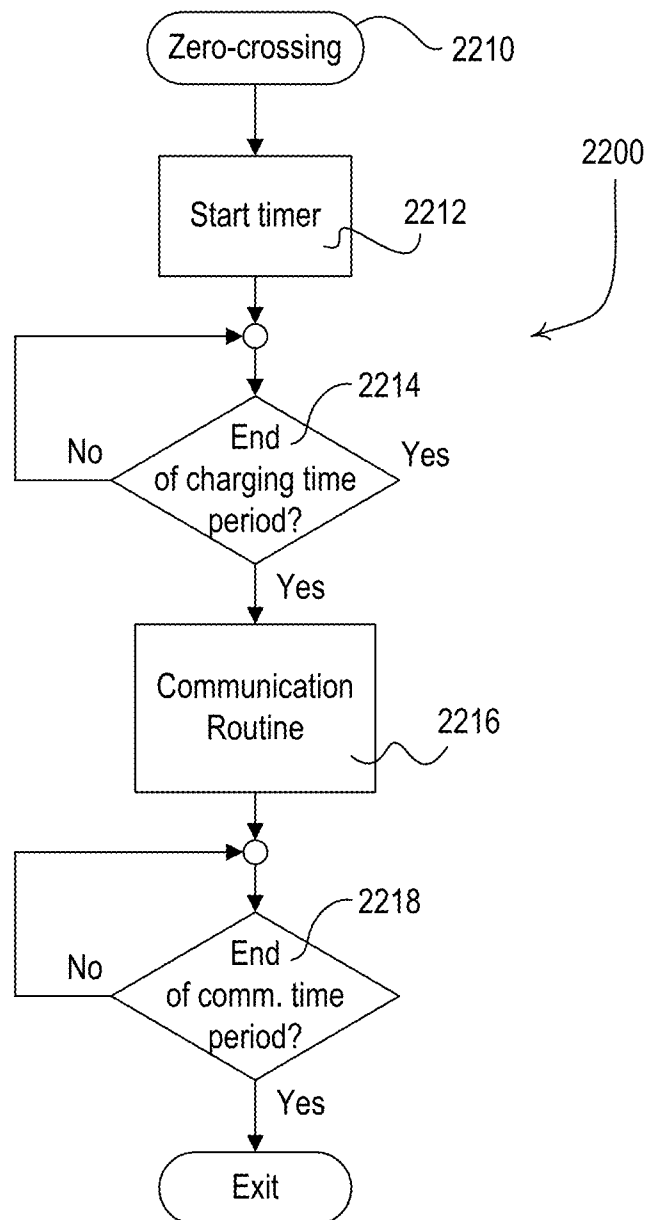 Zero-crossing
2210
2200
Start timer
2212
2214
End
of charging time
period?
No
Yes
Yes
Communication
Routine
2216
2218
End
of comm. time
period?
No
Yes
Exit